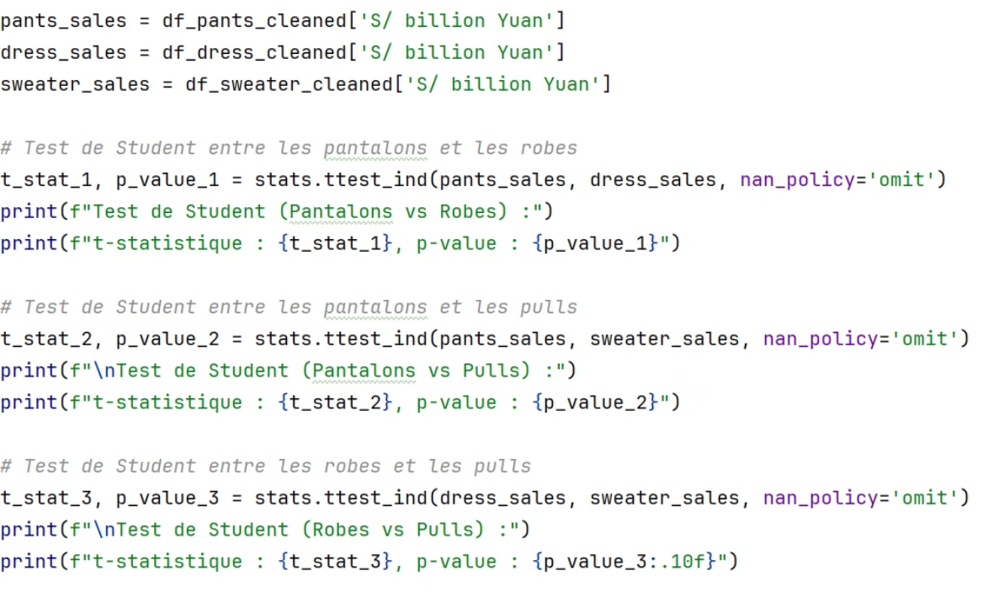 pants_sales = df_pants_cleaned['S/ billion Yuan']
dress_sales = df_dress_cleaned['S/ billion Yuan']
sweater_sales = df_sweater_cleaned['S/ billion Yuan']
# Test de Student entre les pantalons et les robes
t_stat_1, p_value_1 = stats.ttest_ind(pants_sales, dress_sales, nan_policy='omit')
print(f"Test de Student (Pantalons vs Robes) :")
print(f"t-statistique : {t_stat_1}, p-value : {p_value_1}")
# Test de Student entre les pantalons et les pulls
t_stat_2, p_value_2 = stats.ttest_ind(pants_sales, sweater_sales, nan_policy='omit')
print(f"\nTest de Student (Pantalons vs Pulls) :")
print(f"t-statistique : {t_stat_2}, p-value : {p_value_2}")
# Test de Student entre les robes et les pulls
t_stat_3, p_value_3 = stats.ttest_ind(dress_sales, sweater_sales, nan_policy='omit')
print(f"\nTest de Student (Robes vs Pulls) :")
print(f"t-statistique : {t_stat_3}, p-value : {p_value_3:.10f}")